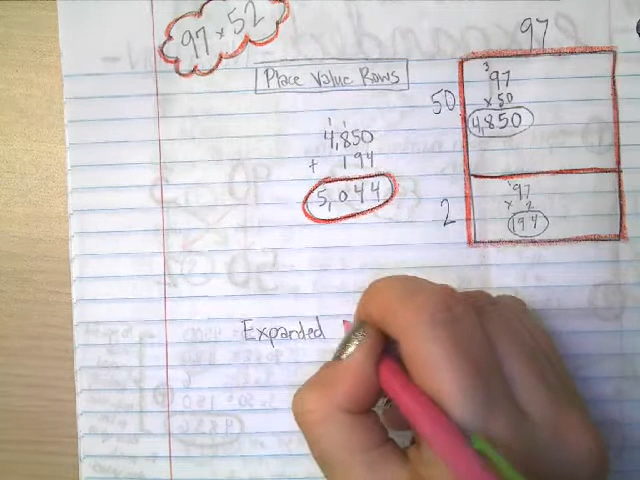 97 x 52
Place Value Rows
4,850
+ 194
5,044
97
50
3
97
x 50
4,850
2
1
97
x 2
194
Expanded